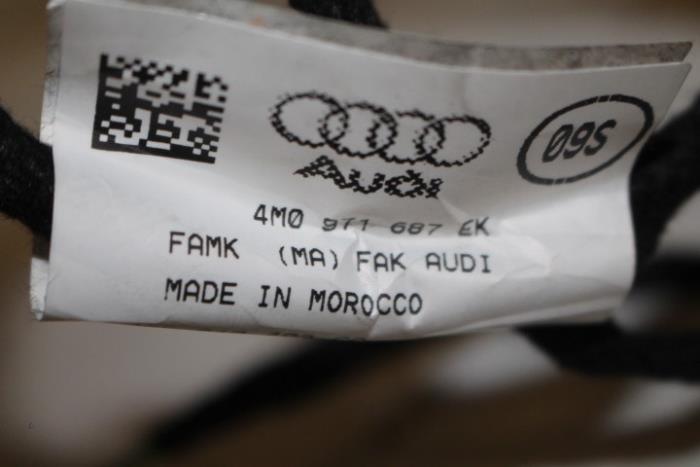 AUDI
09S
4M0 971 687 EK
FAMK (MA) FAK AUDI
MADE IN MOROCCO